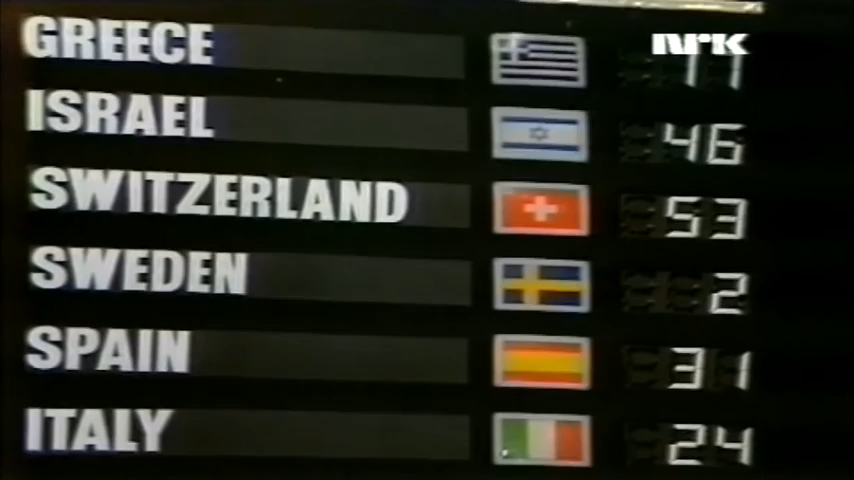 nrk
GREECE
ISRAEL 46
SWITZERLAND 53
SWEDEN 2
SPAIN 31
ITALY 24